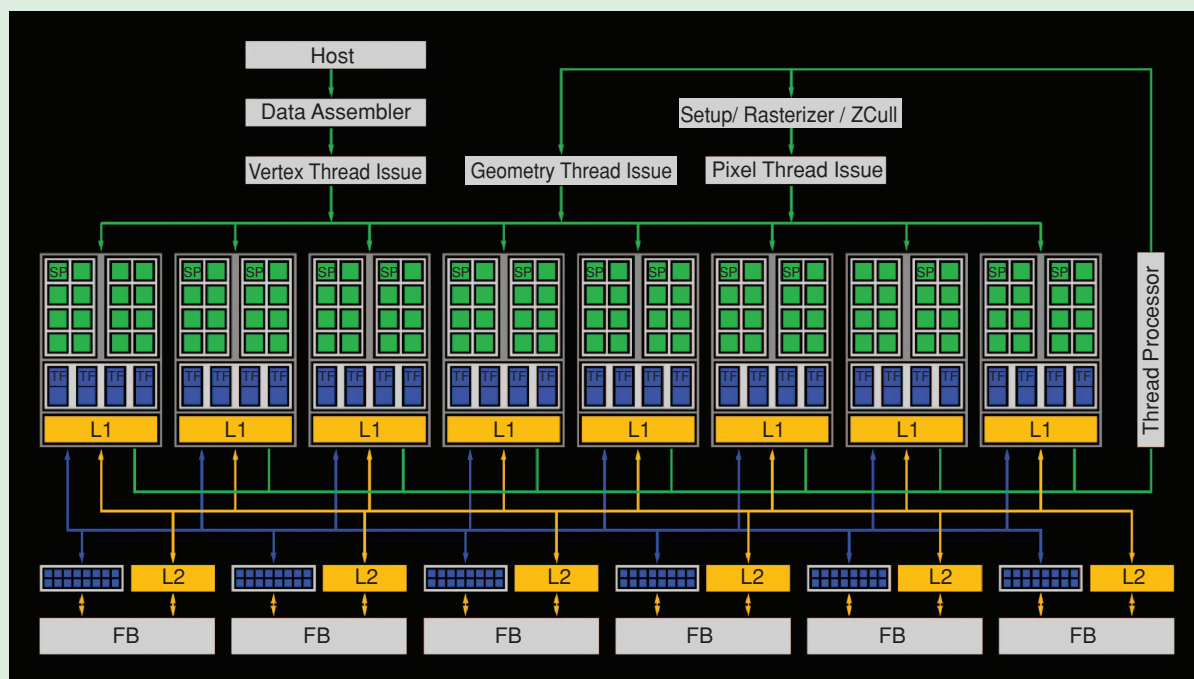 Host
Data Assembler
Setup/ Rasterizer / ZCull
Vertex Thread Issue
Geometry Thread Issue
Pixel Thread Issue
SP SP SP SP SP SP SP SP SP SP SP SP SP SP
Thread Processor
TF TF TF TF TF TF TF TF TF TF TF TF TF TF TF TF TF TF TF TF TF TF TF TF TF TF TF TF TF TF TF TF
L1 L1 L1 L1 L1 L1 L1 L1
L2 L2 L2 L2 L2 L2
FB FB FB FB FB FB